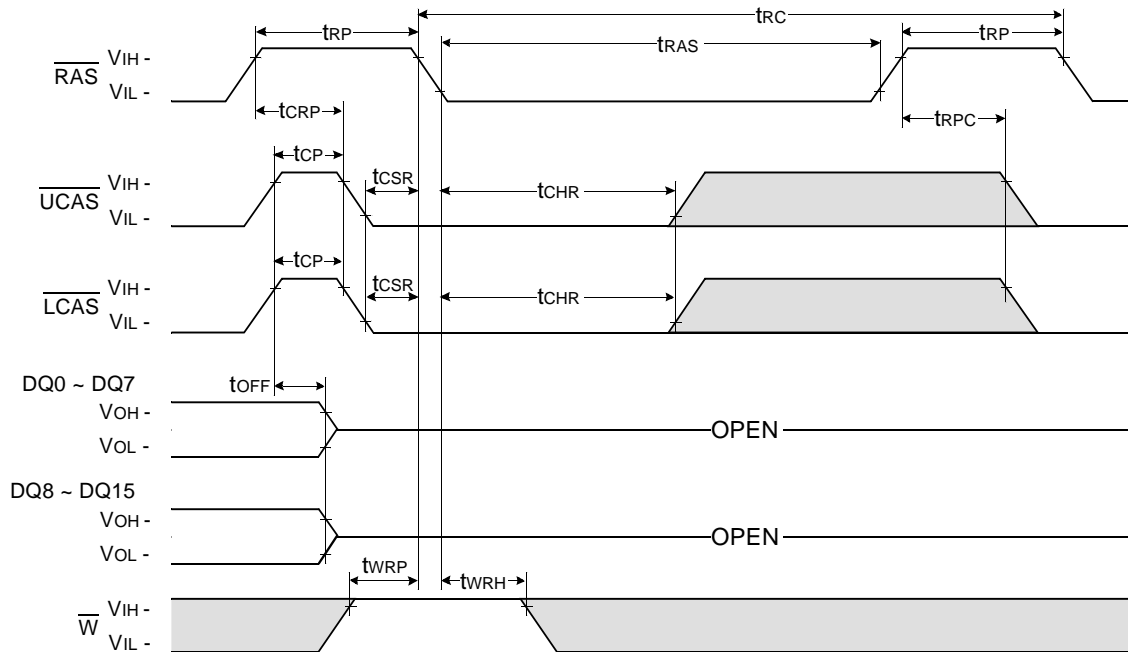 tRC
tRP tRAS tRP
RAS VIH -
VIL -
tCRP tRPC
tCP
UCAS VIH -
VIL -
tCSR tCHR
tCP
LCAS VIH -
VIL -
tCSR tCHR
DQ0 ~ DQ7
tOFF
VOH -
VOL -
OPEN
DQ8 ~ DQ15
VOH -
VOL -
OPEN
tWRP tWRH
W VIH -
VIL -